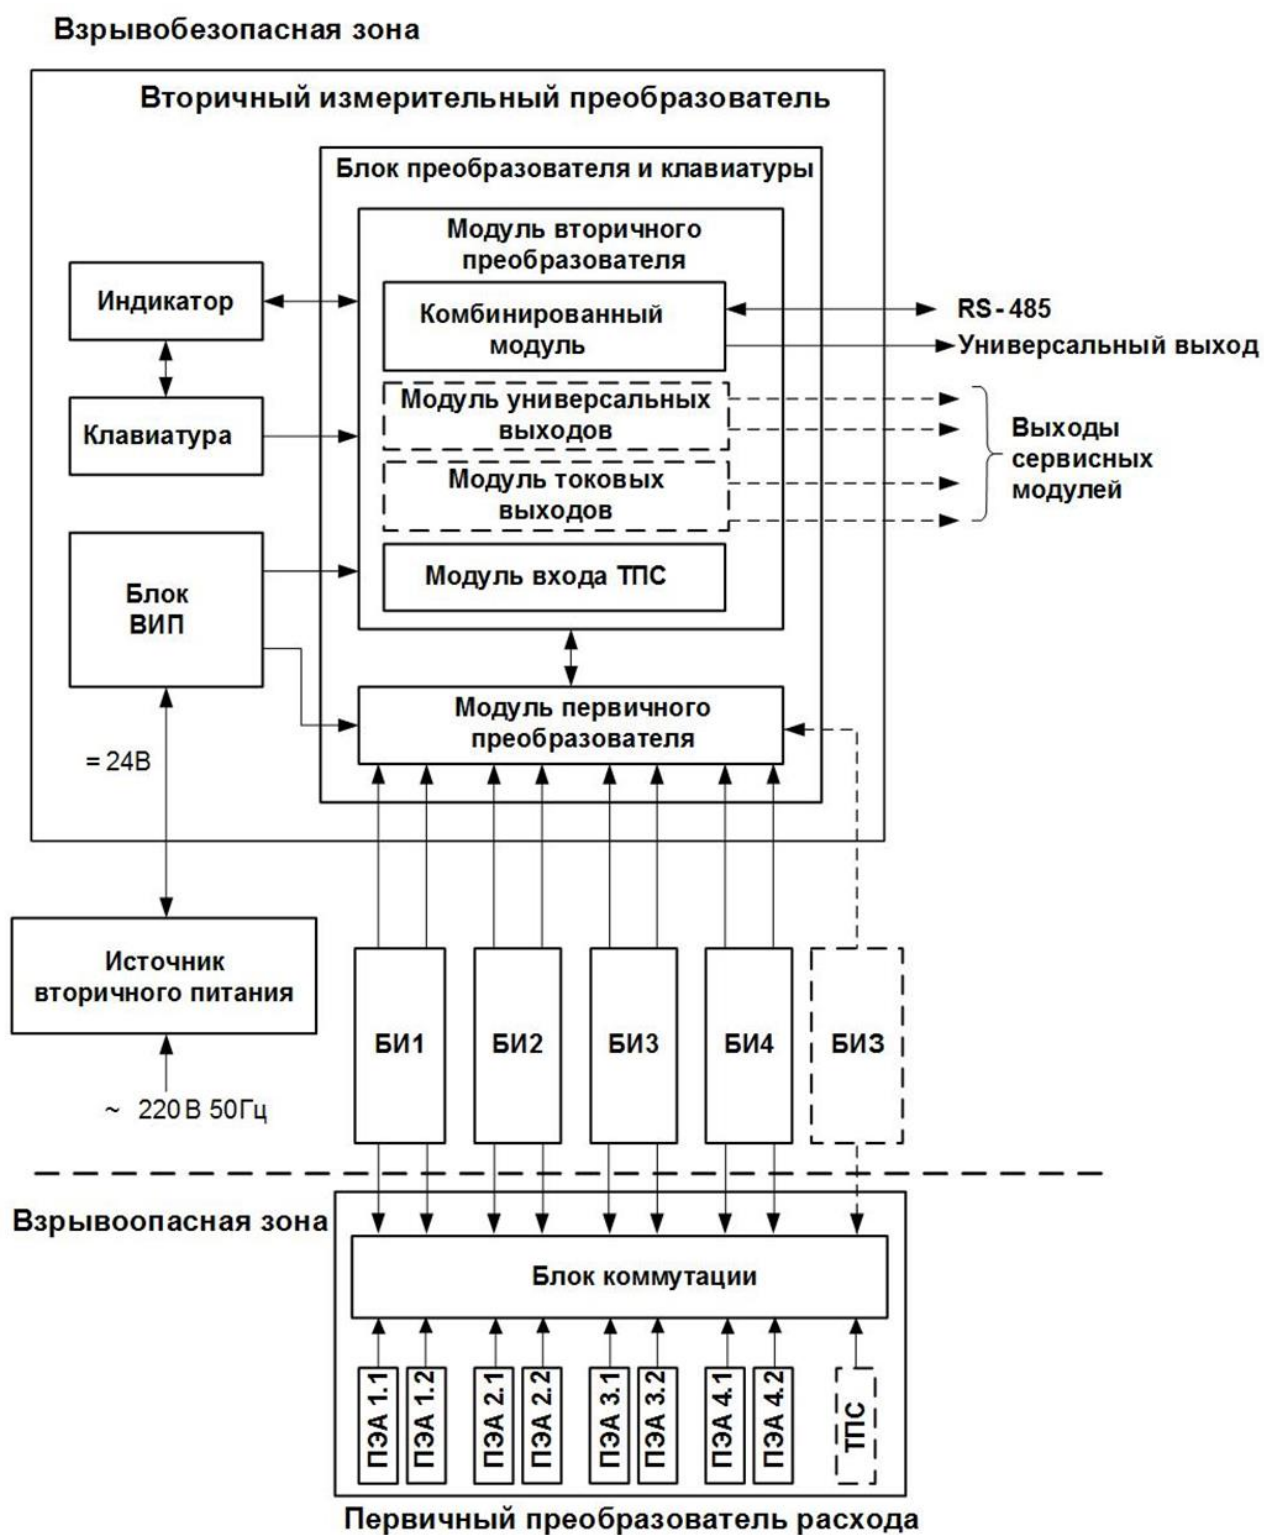 Взрывобезопасная зона
Вторичный измерительный преобразователь
Блок преобразователя и клавиатуры
Модуль вторичного
преобразователя
Индикатор
Комбинированный
модуль
RS-485
Универсальный выход
Клавиатура
Модуль универсальных
выходов
Модуль токовых
выходов
Выходы
сервисных
модулей
Модуль входа ТПС
Блок
ВИП
Модуль первичного
преобразователя
= 24В
Источник
вторичного питания
~ 220 В 50Гц
БИ1
БИ2
БИ3
БИ4
БИЗ
Взрывоопасная зона
Блок коммутации
ПЭА 1.1
ПЭА 1.2
ПЭА 2.1
ПЭА 2.2
ПЭА 3.1
ПЭА 3.2
ПЭА 4.1
ПЭА 4.2
ТПС
Первичный преобразователь расхода